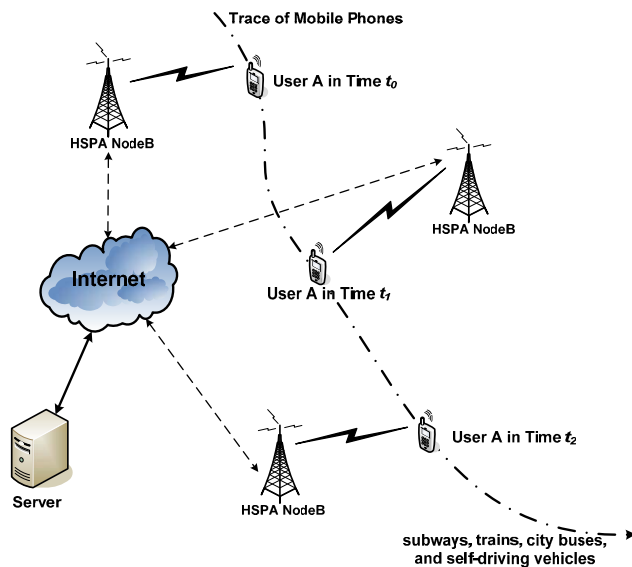 Trace of Mobile Phones
User A in Time t0
HSPA NodeB
HSPA NodeB
Internet
User A in Time t1
User A in Time t2
Server
HSPA NodeB
subways, trains, city buses,
and self-driving vehicles